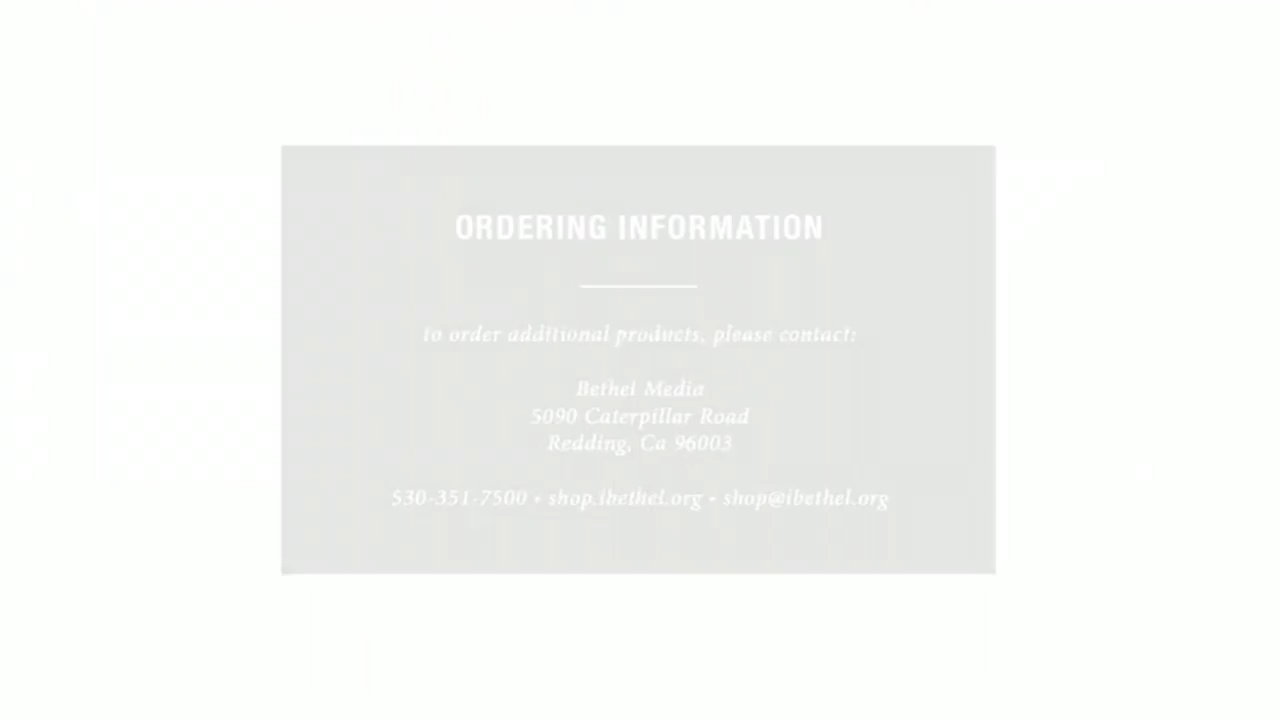 ORDERING INFORMATION
to order additional products, please contact:
Bethel Media
5090 Caterpillar Road
Redding, Ca 96003
530-351-7500 • shop.ibethel.org • shop@ibethel.org